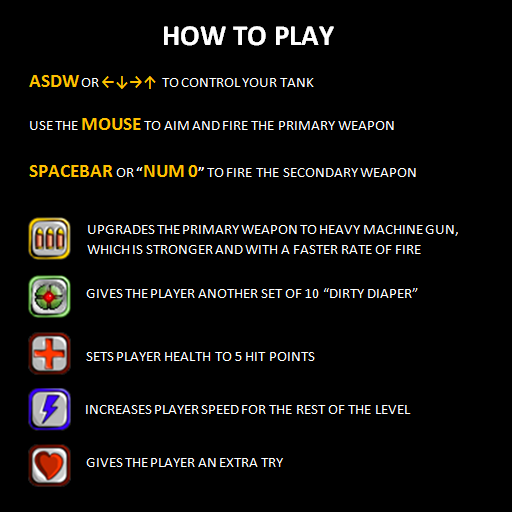 HOW TO PLAY
ASDW OR ←↓→↑ TO CONTROL YOUR TANK
USE THE MOUSE TO AIM AND FIRE THE PRIMARY WEAPON
SPACEBAR OR “NUM 0” TO FIRE THE SECONDARY WEAPON
UPGRADES THE PRIMARY WEAPON TO HEAVY MACHINE GUN,
WHICH IS STRONGER AND WITH A FASTER RATE OF FIRE
GIVES THE PLAYER ANOTHER SET OF 10 “DIRTY DIAPER”
SETS PLAYER HEALTH TO 5 HIT POINTS
INCREASES PLAYER SPEED FOR THE REST OF THE LEVEL
GIVES THE PLAYER AN EXTRA TRY